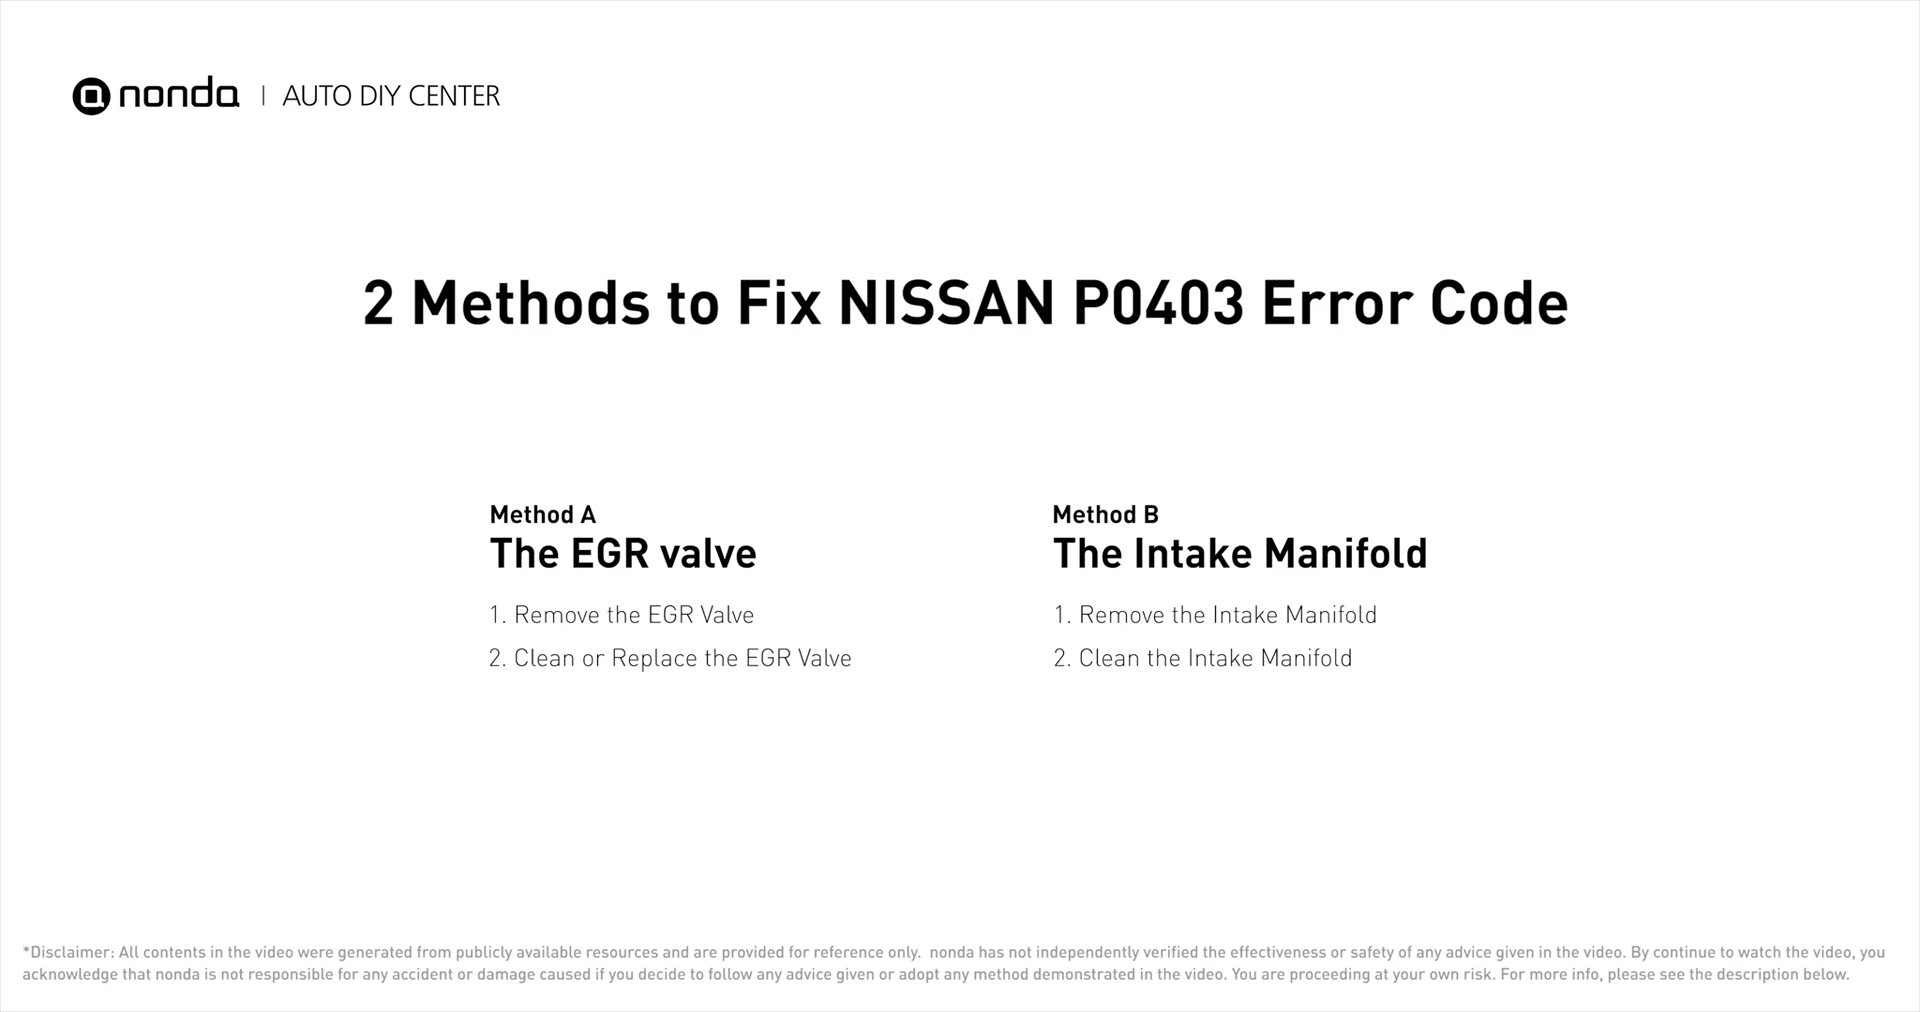 nonda | AUTO DIY CENTER
2 Methods to Fix NISSAN P0403 Error Code
Method A
The EGR valve
1. Remove the EGR Valve
2. Clean or Replace the EGR Valve
Method B
The Intake Manifold
1. Remove the Intake Manifold
2. Clean the Intake Manifold
*Disclaimer: All contents in the video were generated from publicly available resources and are provided for reference only.  nonda has not independently verified the effectiveness or safety of any advice given in the video. By continue to watch the video, you
acknowledge that nonda is not responsible for any accident or damage caused if you decide to follow any advice given or adopt any method demonstrated in the video. You are proceeding at your own risk. For more info, please see the description below.